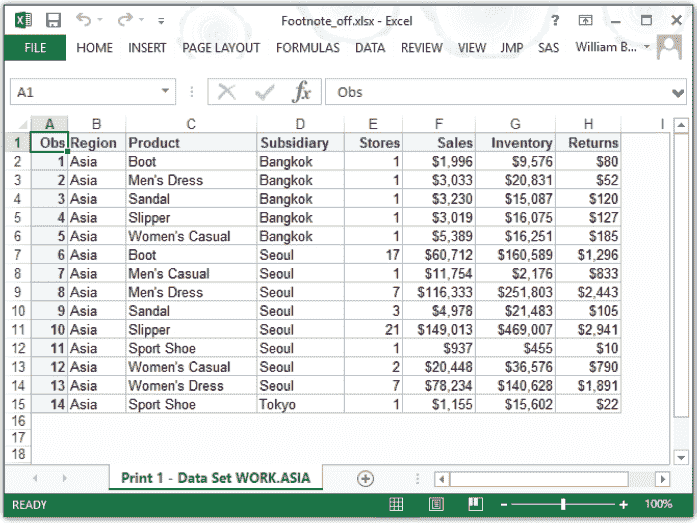 Footnote_off.xlsx - Excel
FILE HOME INSERT PAGE LAYOUT FORMULAS DATA REVIEW VIEW JMP SAS William B...
A1 fx Obs
A B C D E F G H I
1 Obs Region Product Subsidiary Stores Sales Inventory Returns
2 1 Asia Boot Bangkok 1 $1,996 $9,576 $80
3 2 Asia Men's Dress Bangkok 1 $3,033 $20,831 $52
4 3 Asia Sandal Bangkok 1 $3,230 $15,087 $120
5 4 Asia Slipper Bangkok 1 $3,019 $16,075 $127
6 5 Asia Women's Casual Bangkok 1 $5,389 $16,251 $185
7 6 Asia Boot Seoul 17 $60,712 $160,589 $1,296
8 7 Asia Men's Casual Seoul 1 $11,754 $2,176 $833
9 8 Asia Men's Dress Seoul 7 $116,333 $251,803 $2,443
10 9 Asia Sandal Seoul 3 $4,978 $21,483 $105
11 10 Asia Slipper Seoul 21 $149,013 $469,007 $2,941
12 11 Asia Sport Shoe Seoul 1 $937 $455 $10
13 12 Asia Women's Casual Seoul 2 $20,448 $36,576 $790
14 13 Asia Women's Dress Seoul 7 $78,234 $140,628 $1,891
15 14 Asia Sport Shoe Tokyo 1 $1,155 $15,602 $22
16
17
18
Print 1 - Data Set WORK.ASIA
READY 100%